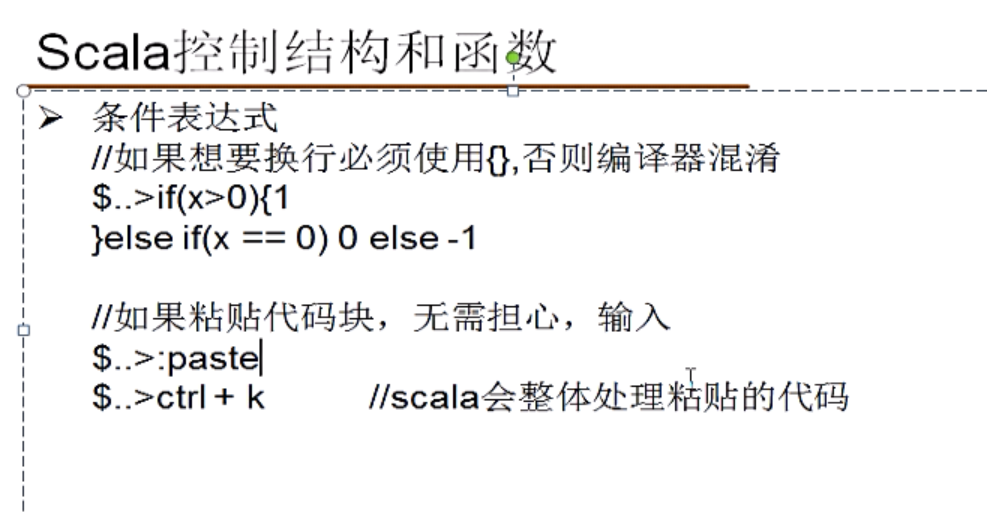 Scala控制结构和函数
➢ 条件表达式
//如果想要换行必须使用{},否则编译器混淆
$..>if(x>0){1
}else if(x == 0) 0 else -1
//如果粘贴代码块，无需担心，输入
$..>:paste
$..>ctrl + k //scala会整体处理粘贴的代码